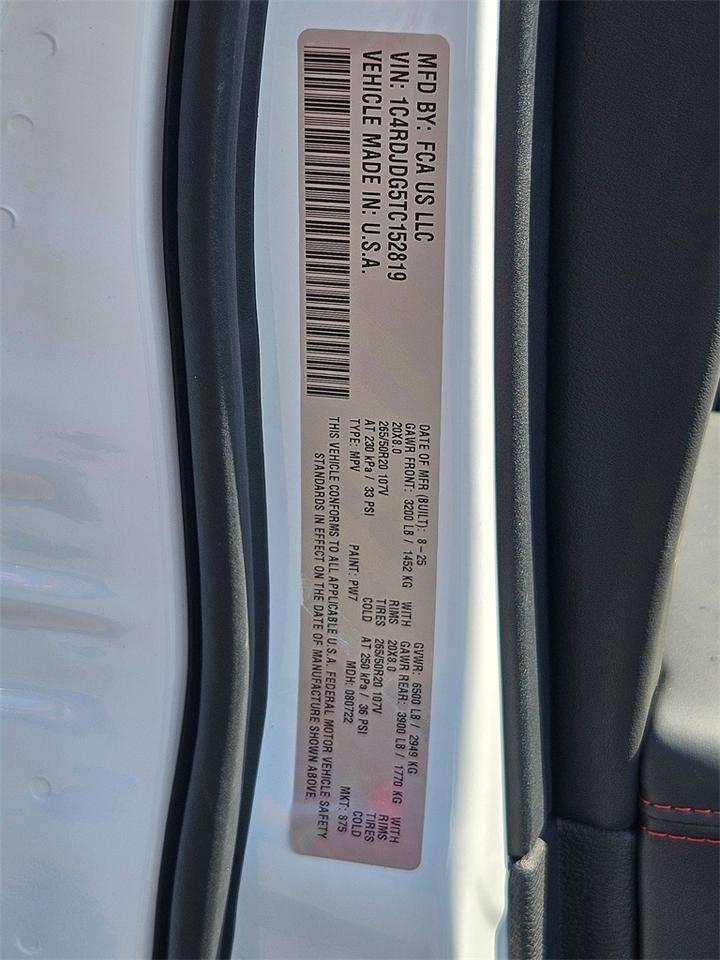 MFD BY: FCA US LLC
VIN: 1C4RDJDG5TC152819
VEHICLE MADE IN: U.S.A.
DATE OF MFR (BUILT): 8-25 GVWR: 6500 LB / 2949 KG
GAWR FRONT: 3200 LB / 1452 KG WITH GAWR REAR: 3900 LB / 1770 KG WITH
20X8.0 RIMS 20X8.0 RIMS
265/50R20 107V TIRES 265/50R20 107V TIRES
AT 230 kPa / 33 PSI COLD AT 250 kPa / 36 PSI COLD
TYPE: MPV PAINT: PW7 MDH: 080722 MKT: 875
THIS VEHICLE CONFORMS TO ALL APPLICABLE U.S.A. FEDERAL MOTOR VEHICLE SAFETY
STANDARDS IN EFFECT ON THE DATE OF MANUFACTURE SHOWN ABOVE.